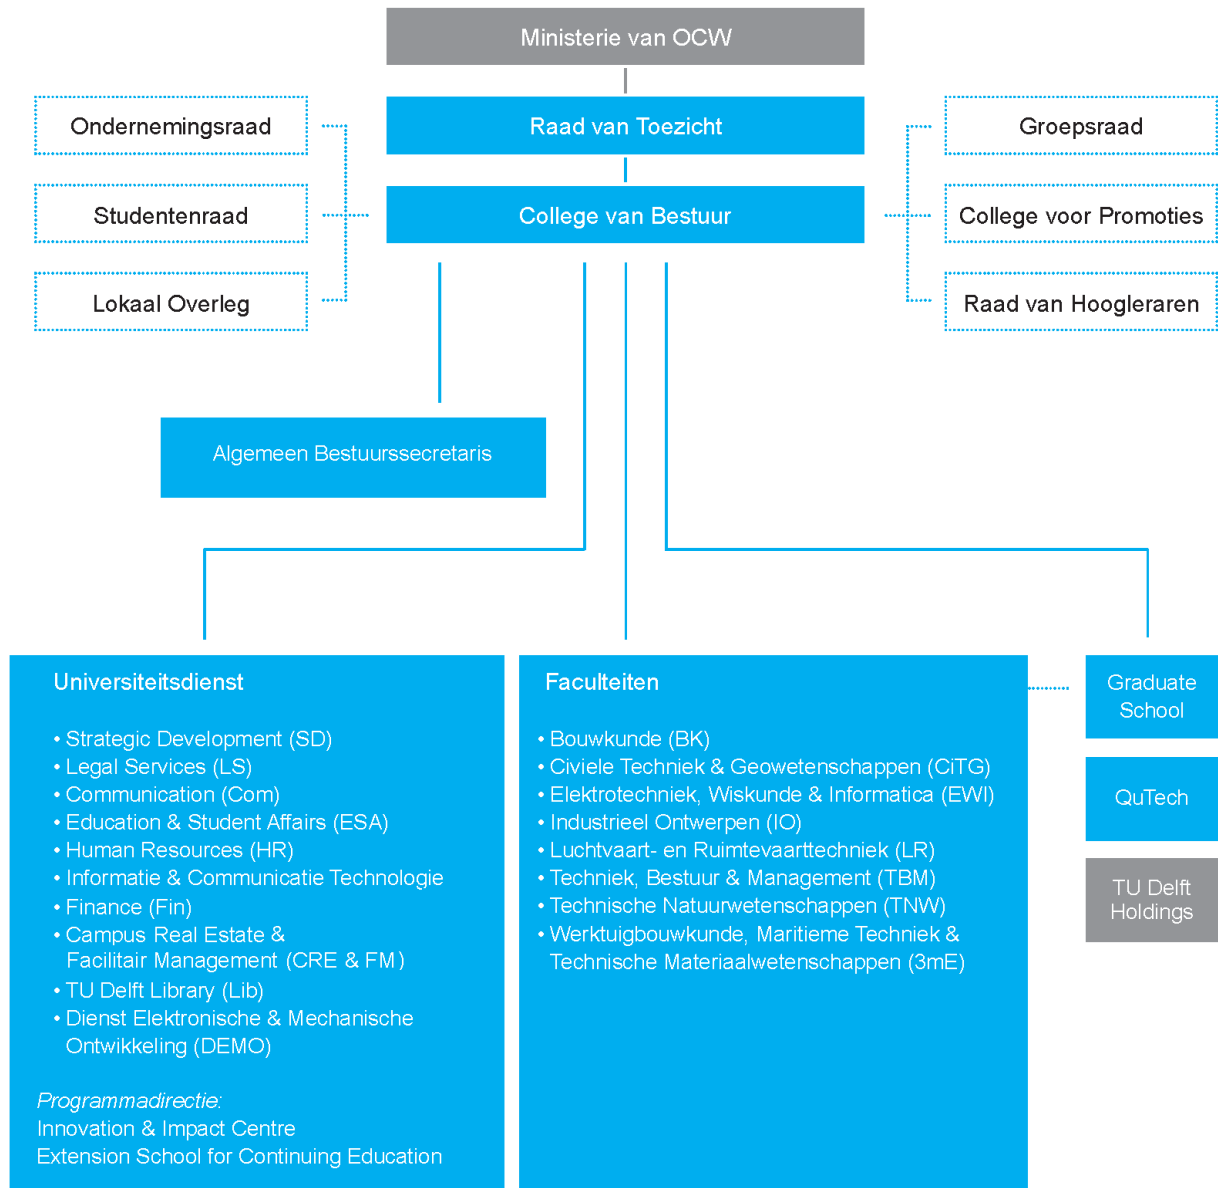 Ministerie van OCW
Ondernemingsraad
Raad van Toezicht
Groepsraad
Studentenraad
College van Bestuur
College voor Promoties
Lokaal Overleg
Raad van Hoogleraren
Algemeen Bestuurssecretaris
Universiteitsdienst
• Strategic Development (SD)
• Legal Services (LS)
• Communication (Com)
• Education & Student Affairs (ESA)
• Human Resources (HR)
• Informatie & Communicatie Technologie
• Finance (Fin)
• Campus Real Estate &
Facilitair Management (CRE & FM)
• TU Delft Library (Lib)
• Dienst Elektronische & Mechanische
Ontwikkeling (DEMO)
Programmadirectie:
Innovation & Impact Centre
Extension School for Continuing Education
Faculteiten
• Bouwkunde (BK)
• Civiele Techniek & Geowetenschappen (CiTG)
• Elektrotechniek, Wiskunde & Informatica (EWI)
• Industrieel Ontwerpen (IO)
• Luchtvaart- en Ruimtevaarttechniek (LR)
• Techniek, Bestuur & Management (TBM)
• Technische Natuurwetenschappen (TNW)
• Werktuigbouwkunde, Maritieme Techniek &
Technische Materiaalwetenschappen (3mE)
Graduate
School
QuTech
TU Delft
Holdings